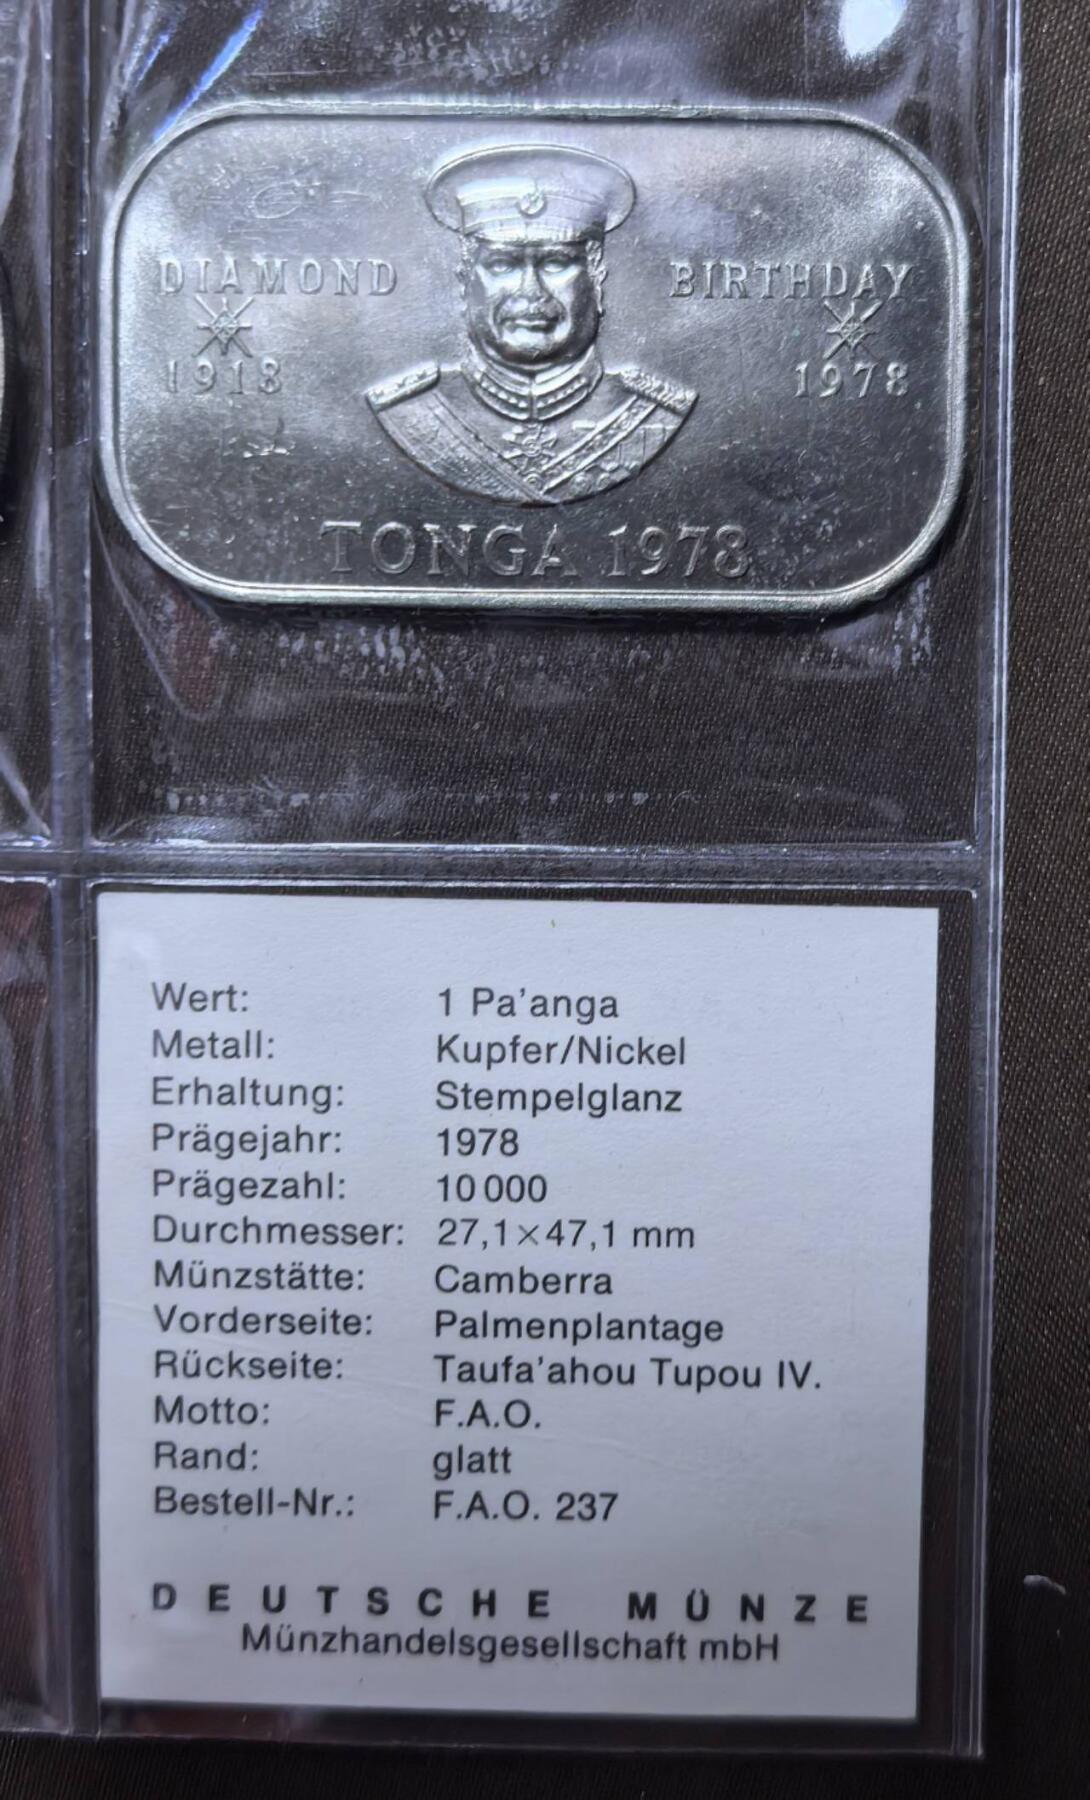 DIAMOND BIRTHDAY
1918 1978
TONGA 1978
Wert: 1 Pa'anga
Metall: Kupfer/Nickel
Erhaltung: Stempelglanz
Prägejahr: 1978
Prägezahl: 10 000
Durchmesser: 27,1×47,1 mm
Münzstätte: Camberra
Vorderseite: Palmenplantage
Rückseite: Taufa'ahou Tupou IV.
Motto: F.A.O.
Rand: glatt
Bestell-Nr.: F.A.O. 237
DEUTSCHE MÜNZE
Münzhandelsgesellschaft mbH